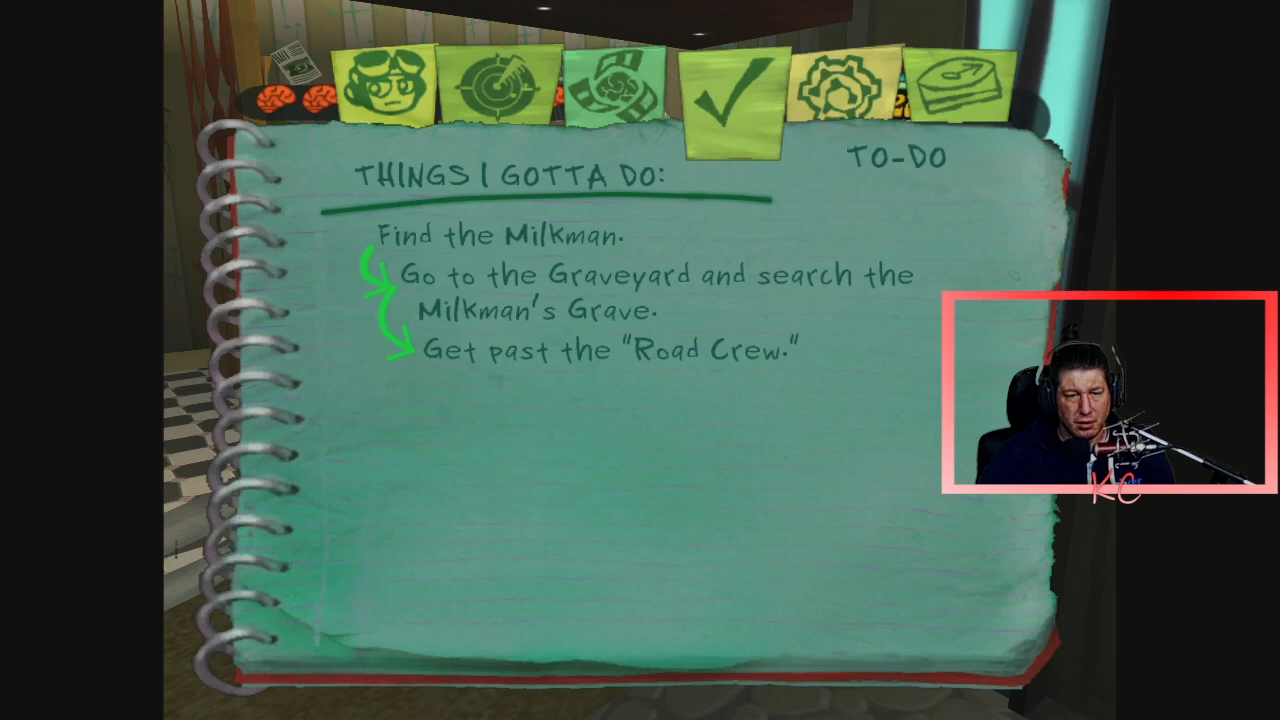 TO-DO
THINGS I GOTTA DO:
Find the Milkman.
Go to the Graveyard and search the
Milkman's Grave.
Get past the "Road Crew."
KC